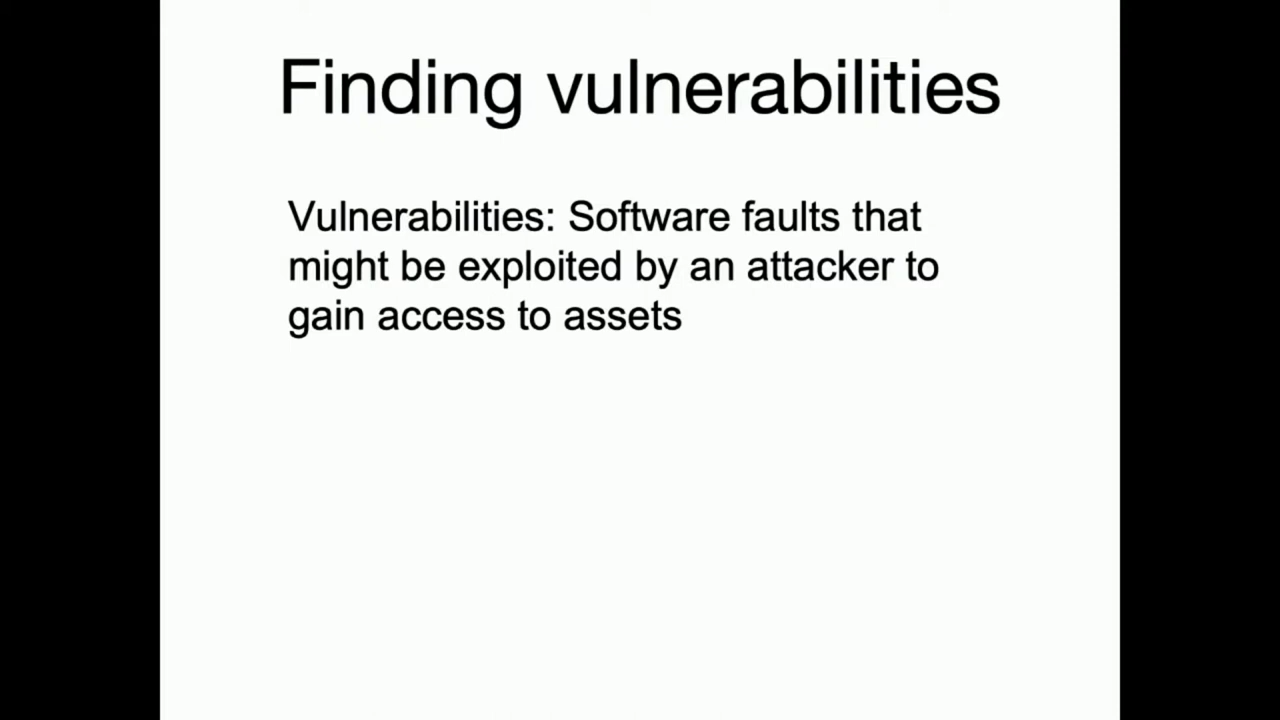 Finding vulnerabilities
Vulnerabilities: Software faults that
might be exploited by an attacker to
gain access to assets